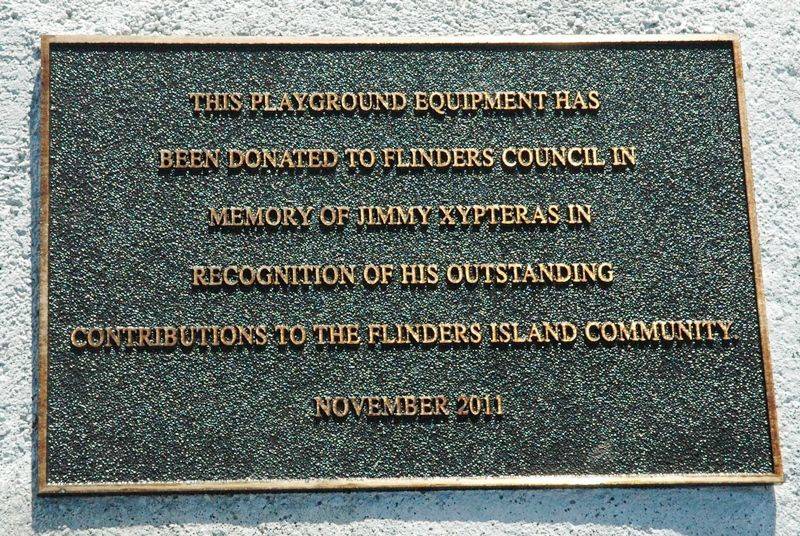 THIS PLAYGROUND EQUIPMENT HAS
BEEN DONATED TO FLINDERS COUNCIL IN
MEMORY OF JIMMY XYPTERAS IN
RECOGNITION OF HIS OUTSTANDING
CONTRIBUTIONS TO THE FLINDERS ISLAND COMMUNITY.
NOVEMBER 2011